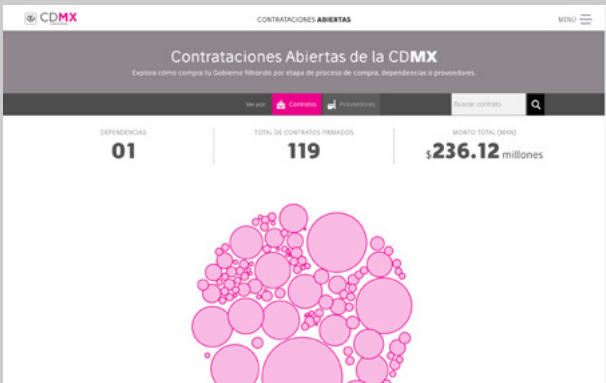 CDMX
CONTRATACIONES ABIERTAS
MENÚ
Contrataciones Abiertas de la CDMX
Explora cómo compra tu Gobierno filtrando por etapa de proceso de compra, dependencias o proveedores.
Ver por: Contratos Proveedores Buscar contrato
DEPENDENCIAS
01
TOTAL DE CONTRATOS FIRMADOS
119
MONTO TOTAL (MXN)
$236.12 millones